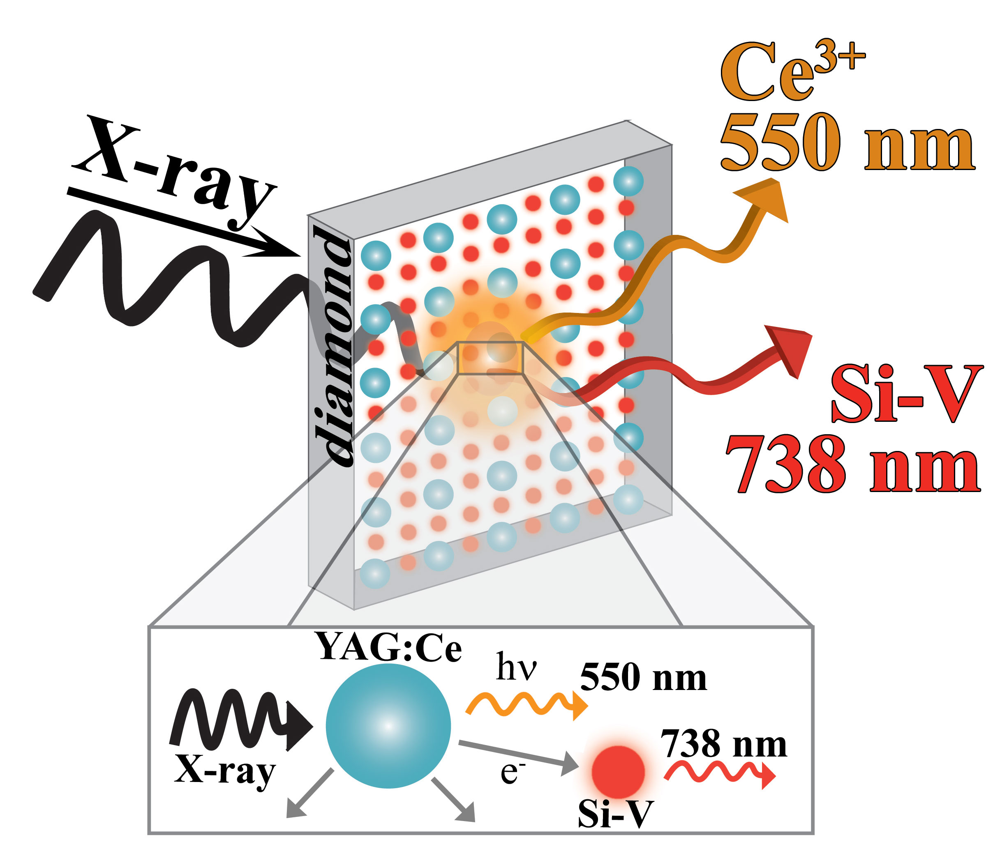 Ce³⁺
550 nm
X-ray
diamond
Si-V
738 nm
YAG:Ce
hν
550 nm
738 nm
X-ray
e⁻
Si-V